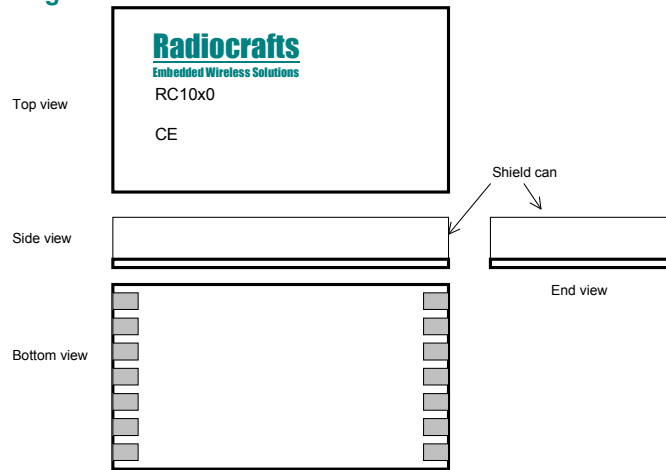 Radiocrafts
Embedded Wireless Solutions
RC10x0
Top view
CE
Shield can
Side view
End view
Bottom view